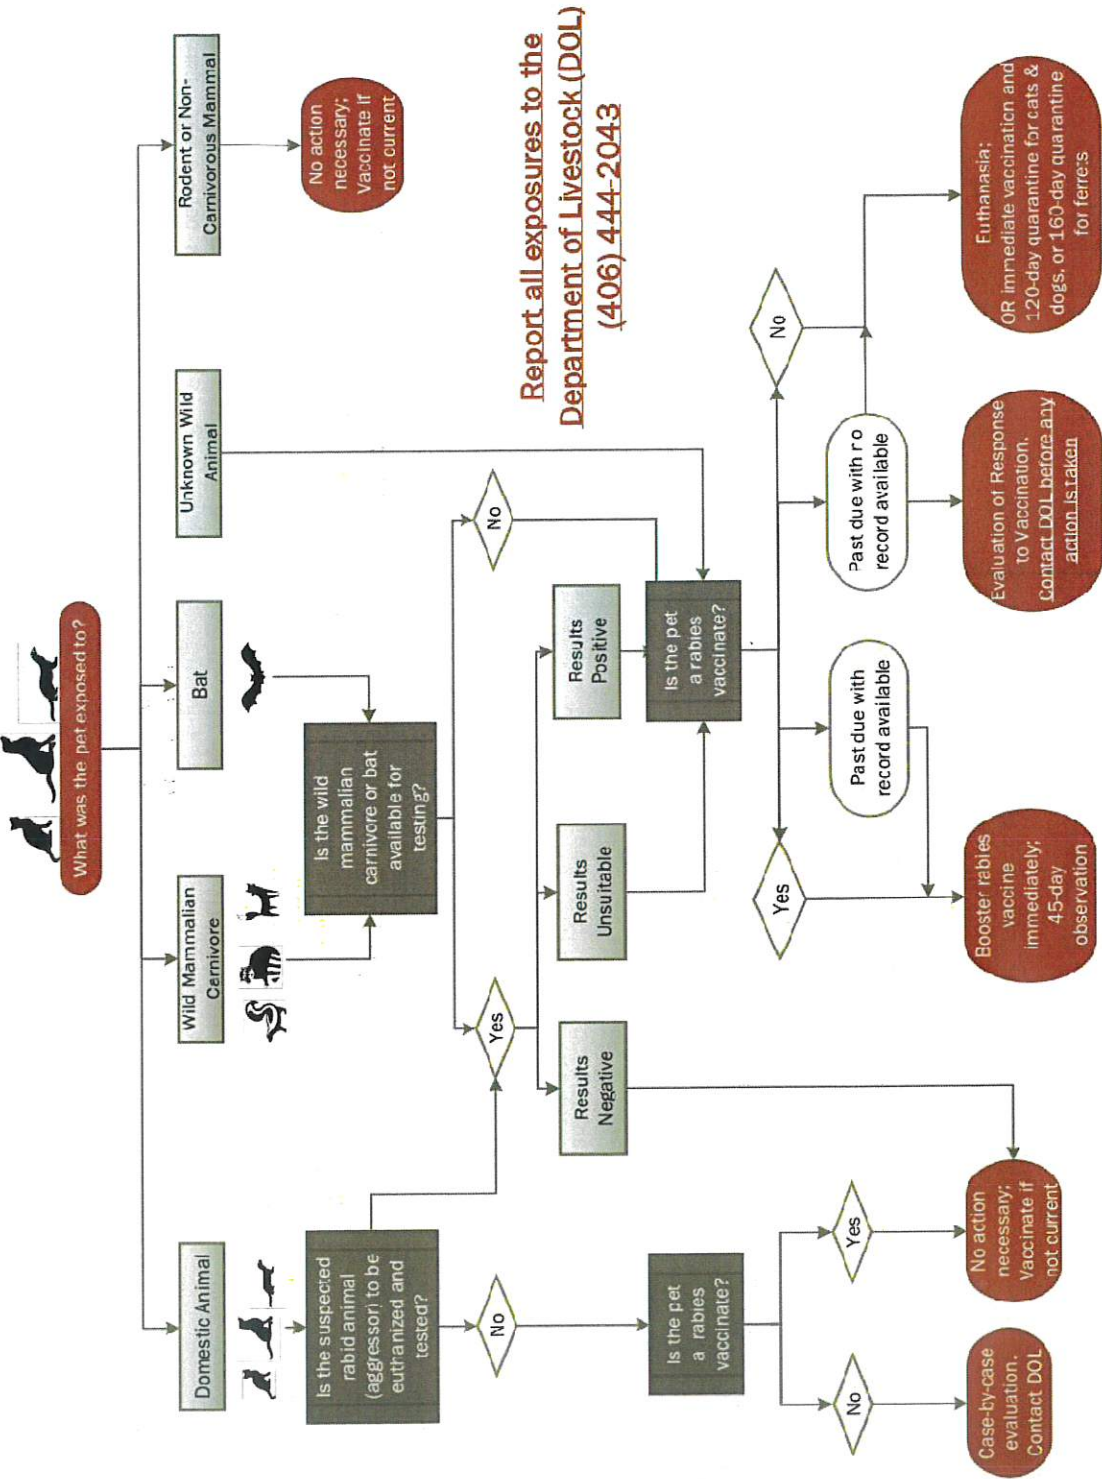 What was the pet exposed to?
Domestic Animal
Wild Mammalian
Carnivore
Bat
Unknown Wild
Animal
Rodent or Non-
Carnivorous Mammal
Is the suspected
rabid animal
(aggressor) to be
euthanized and
tested?
Is the wild
mammalian
carnivore or bat
available for
testing?
No action
necessary;
Vaccinate if
not current
No
Yes
No
Report all exposures to the
Department of Livestock (DOL)
(406) 444-2043
Results
Negative
Results
Unsuitable
Results
Positive
Is the pet
a rabies
vaccinate?
Is the pet
a rabies
vaccinate?
No
Yes
Yes
Past due with
record available
Past due with no
record available
No
Case-by-case
evaluation.
Contact DOL
No action
necessary;
Vaccinate if
not current
Booster rabies
vaccine
immediately;
45-day
observation
Evaluation of Response
to Vaccination.
Contact DOL before any
action is taken
Euthanasia;
OR immediate vaccination and
120-day quarantine for cats &
dogs, or 160-day quarantine
for ferrets